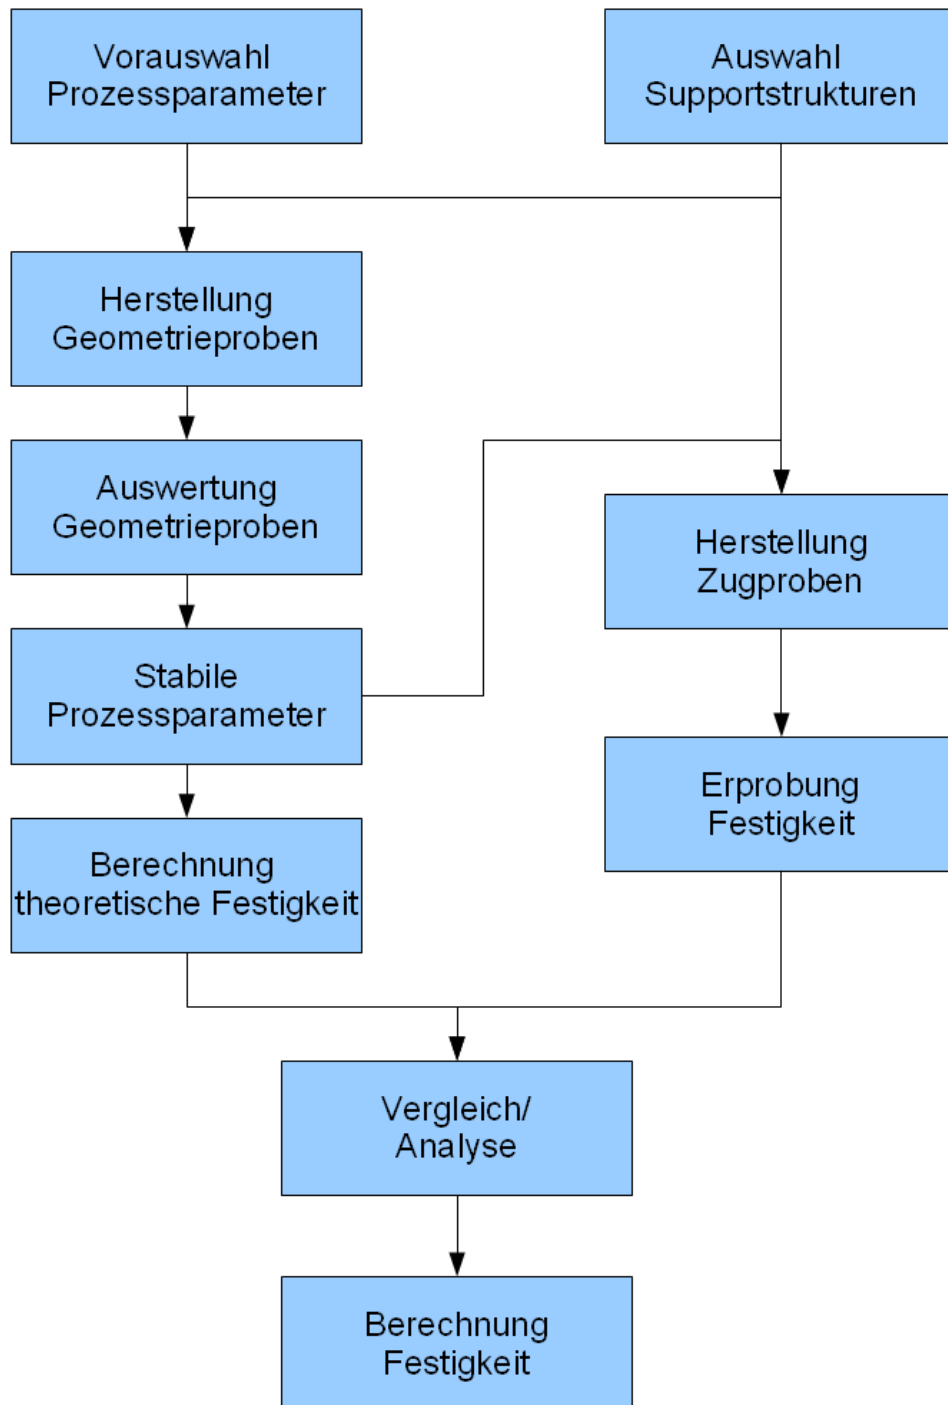 Vorauswahl
Prozessparameter
Auswahl
Supportstrukturen
Herstellung
Geometrieproben
Auswertung
Geometrieproben
Herstellung
Zugproben
Stabile
Prozessparameter
Erprobung
Festigkeit
Berechnung
theoretische Festigkeit
Vergleich/
Analyse
Berechnung
Festigkeit